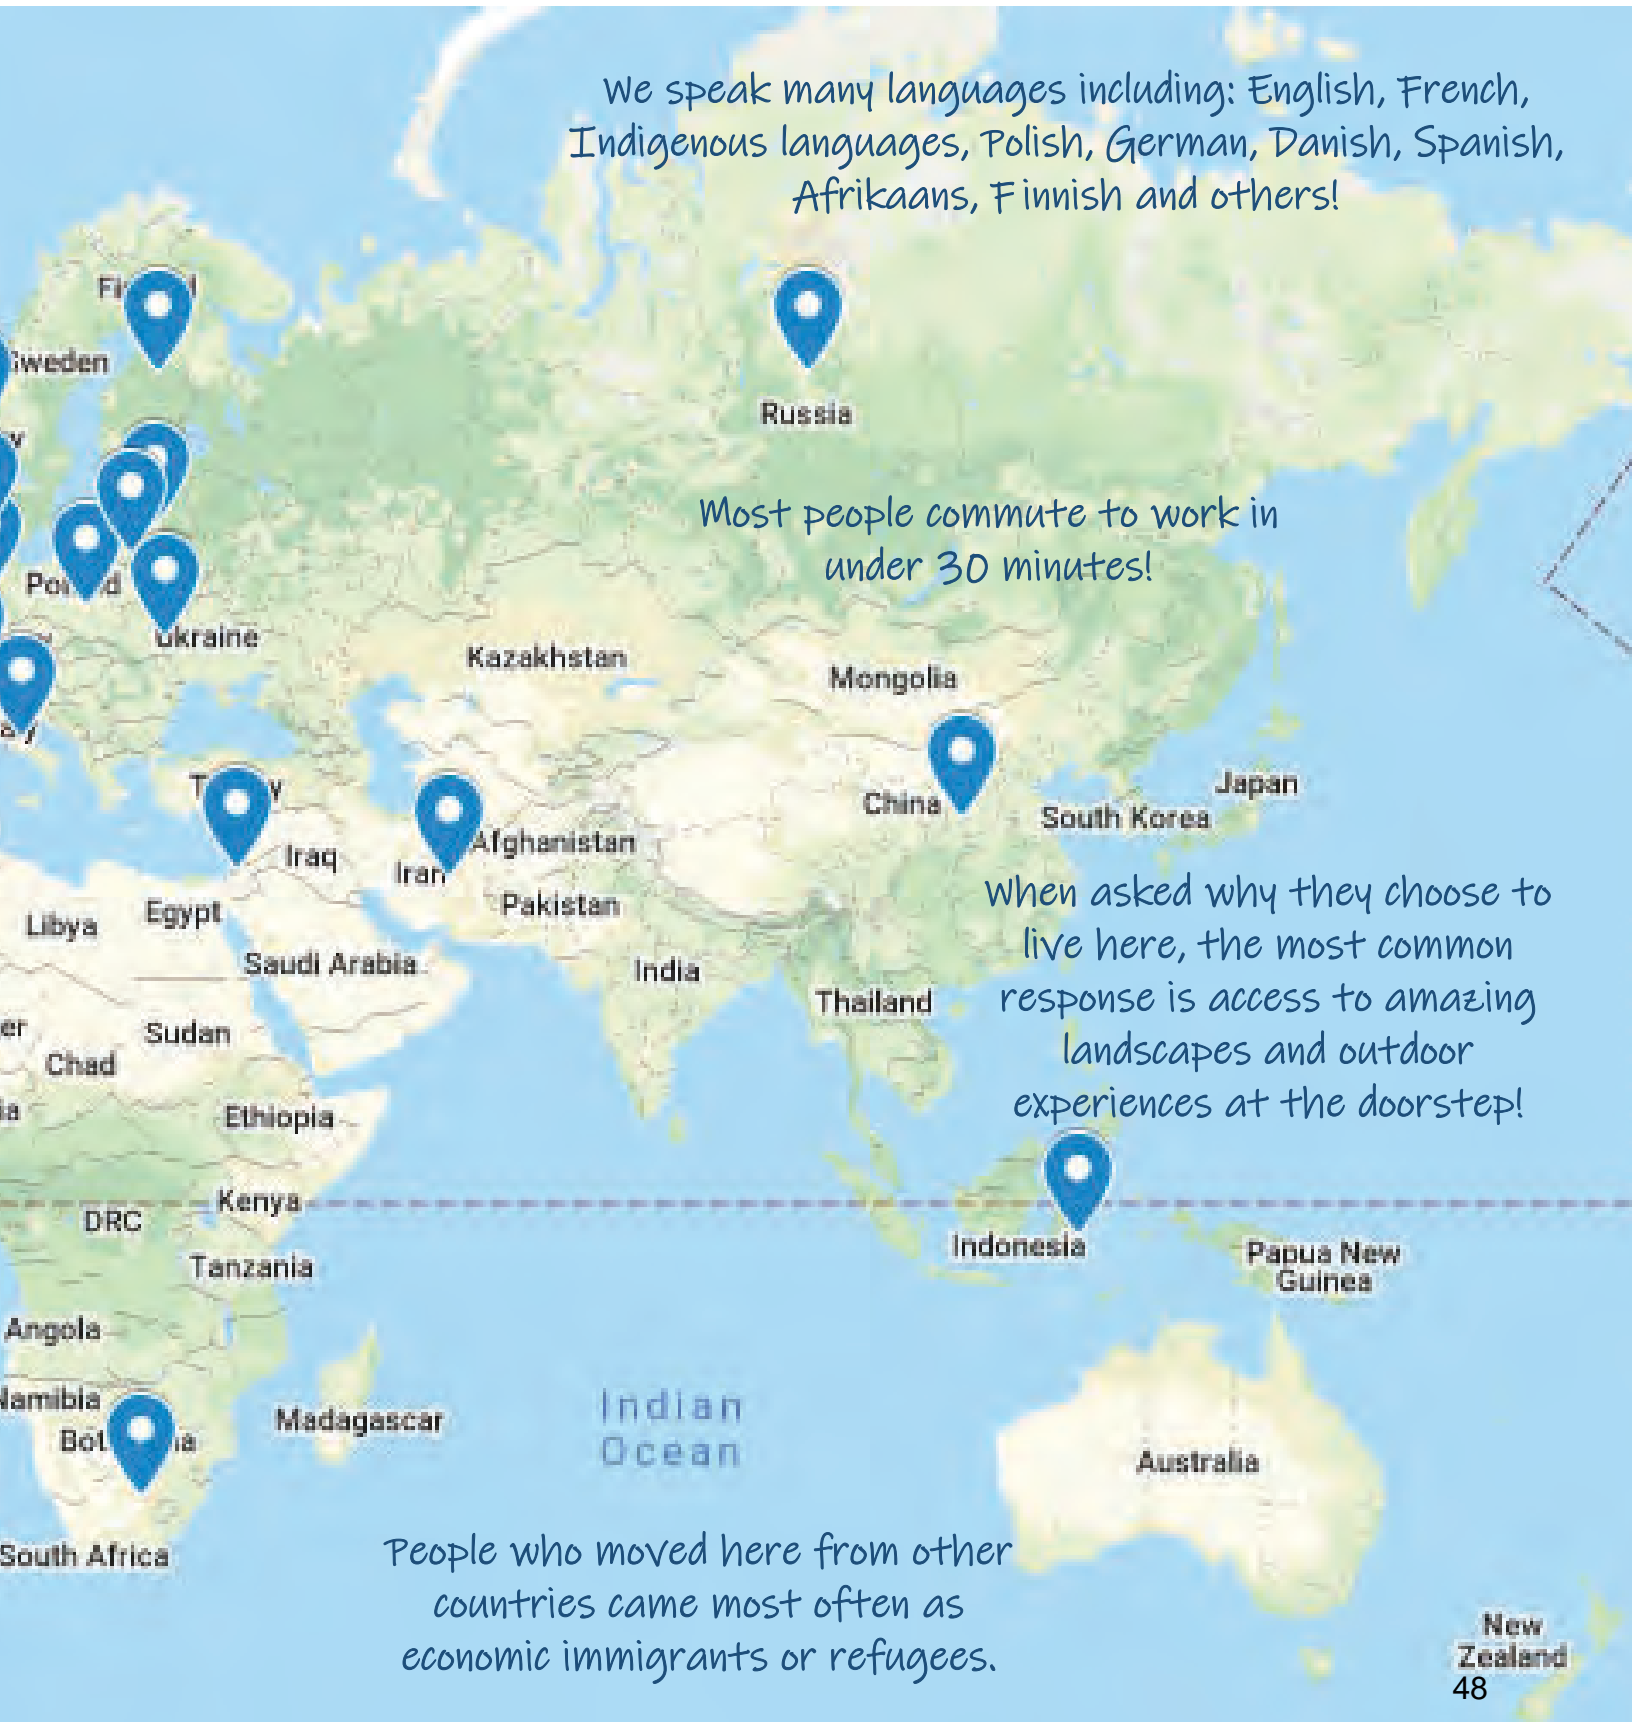 We speak many languages including: English, French,
Indigenous languages, Polish, German, Danish, Spanish,
Afrikaans, Finnish and others!
Sweden
Russia
Most people commute to work in
under 30 minutes!
Ukraine
Kazakhstan
Mongolia
Japan
China
South Korea
Afghanistan
Iraq
Iran
Pakistan
When asked why they choose to
live here, the most common
response is access to amazing
landscapes and outdoor
experiences at the doorstep!
Libya
Egypt
Saudi Arabia
India
Thailand
Sudan
Chad
Ethiopia
Kenya
DRC
Indonesia
Papua New
Guinea
Tanzania
Angola
Namibia
Madagascar
Indian
Ocean
Australia
South Africa
People who moved here from other
countries came most often as
economic immigrants or refugees.
New
Zealand
48